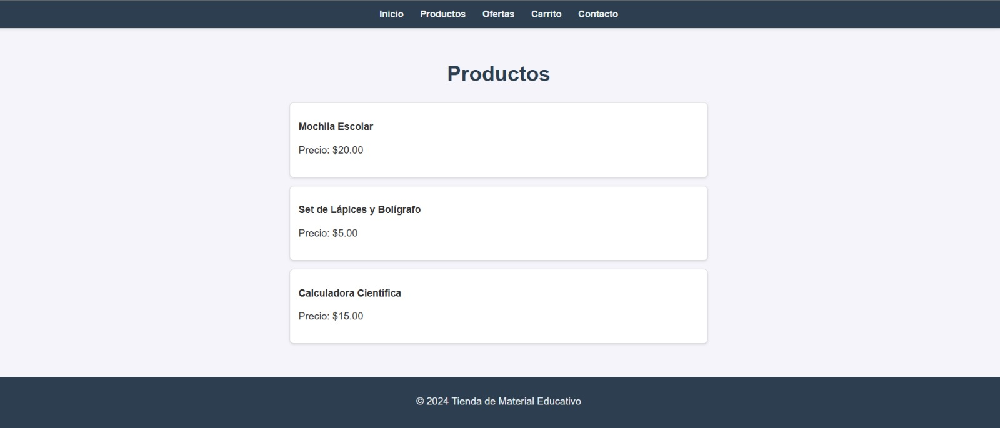 Inicio Productos Ofertas Carrito Contacto
Productos
Mochila Escolar
Precio: $20.00
Set de Lápices y Bolígrafo
Precio: $5.00
Calculadora Científica
Precio: $15.00
© 2024 Tienda de Material Educativo